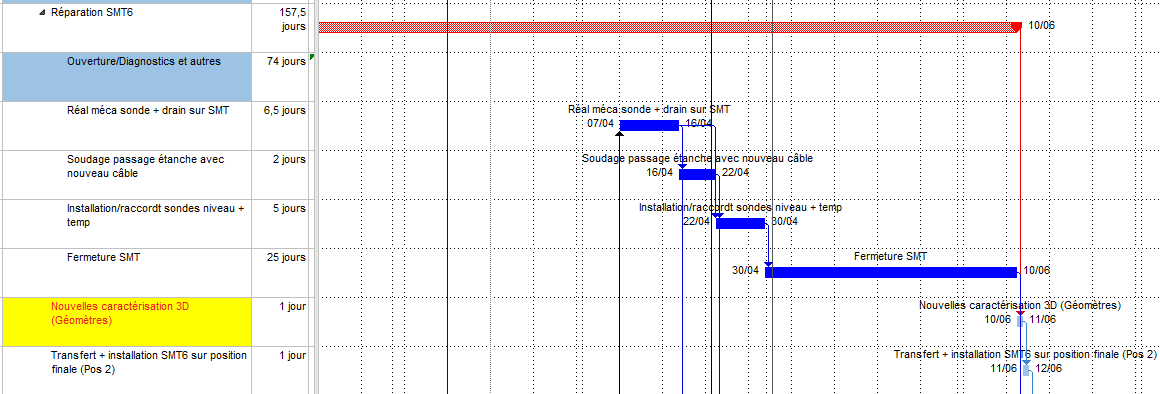 Réparation SMT6
157,5
jours
10/06
Ouverture/Diagnostics et autres
74 jours
Réal méca sonde + drain sur SMT
6,5 jours
Réal méca sonde + drain sur SMT
07/04
16/04
Soudage passage étanche avec
nouveau câble
2 jours
Soudage passage étanche avec nouveau câble
16/04
22/04
Installation/raccordt sondes niveau +
temp
5 jours
Installation/raccordt sondes niveau + temp
22/04
30/04
Fermeture SMT
25 jours
Fermeture SMT
30/04
10/06
Nouvelles caractérisation 3D
(Géomètres)
1 jour
Nouvelles caractérisation 3D (Géomètres)
10/06
11/06
Transfert + installation SMT6 sur position
finale (Pos 2)
1 jour
Transfert + installation SMT6 sur position finale (Pos 2)
11/06
12/06